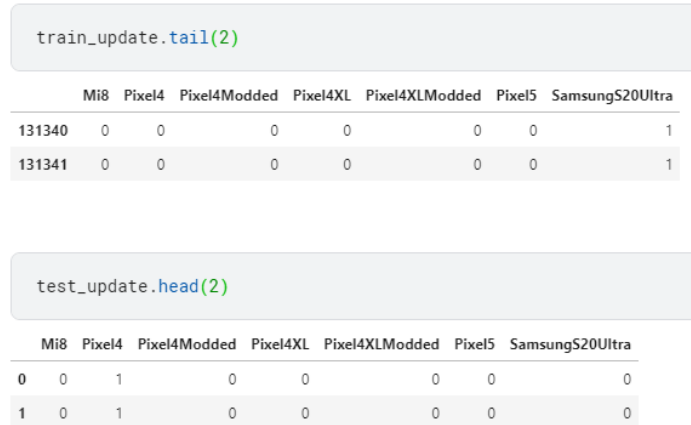 train_update.tail(2)
Mi8 Pixel4 Pixel4Modded Pixel4XL Pixel4XLModded Pixel5 SamsungS20Ultra
131340 0 0 0 0 0 0 1
131341 0 0 0 0 0 0 1
test_update.head(2)
Mi8 Pixel4 Pixel4Modded Pixel4XL Pixel4XLModded Pixel5 SamsungS20Ultra
0 0 1 0 0 0 0 0
1 0 1 0 0 0 0 0